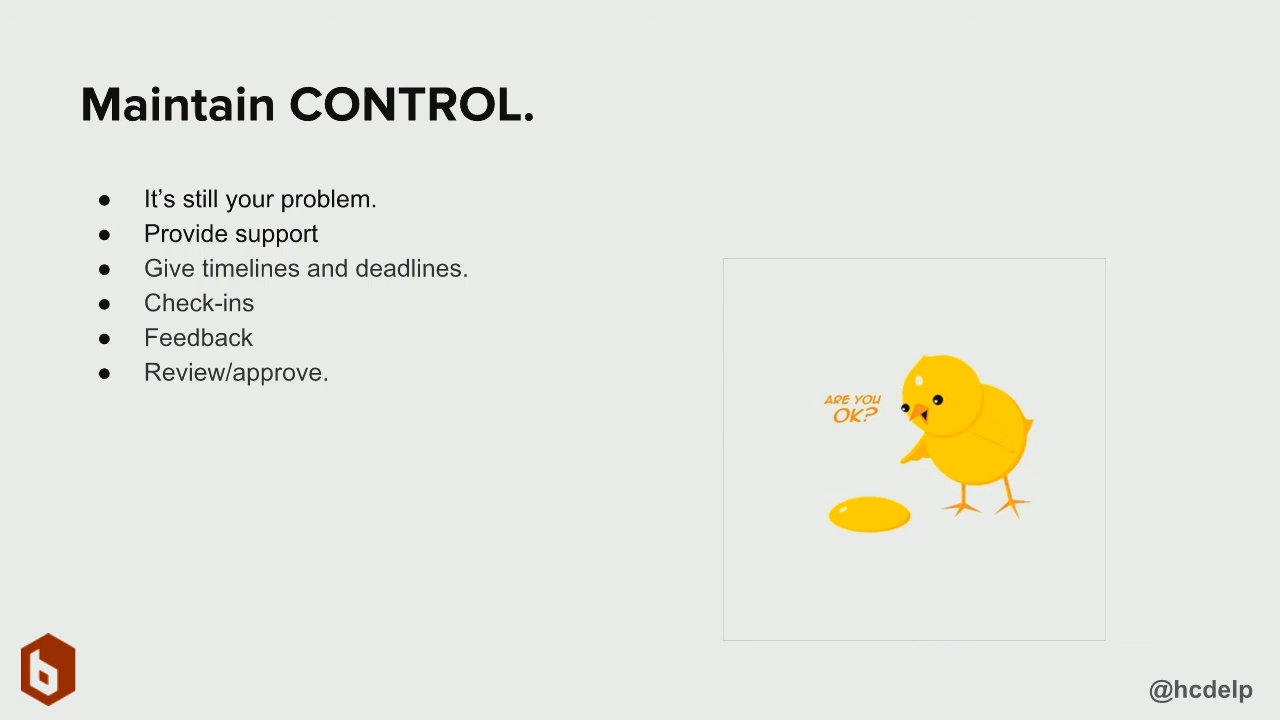 Maintain CONTROL.
● It’s still your problem.
● Provide support
● Give timelines and deadlines.
● Check-ins
● Feedback
● Review/approve.
ARE YOU
OK?
b
@hcdelp